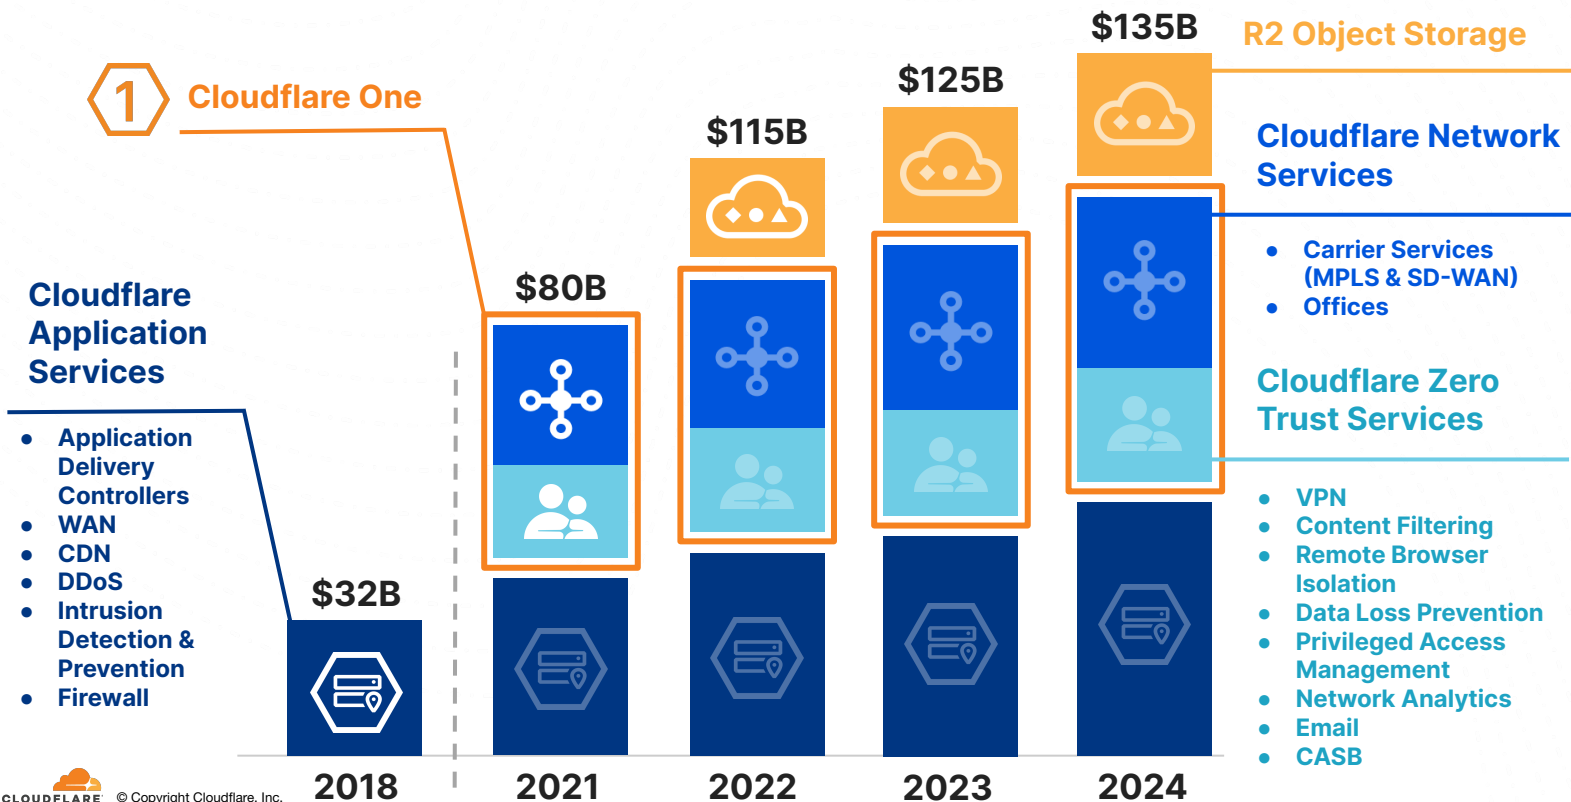 1
Cloudflare One
Cloudflare
Application
Services
● Application
Delivery
Controllers
● WAN
● CDN
● DDoS
● Intrusion
Detection &
Prevention
● Firewall
$32B
$80B
$115B
$125B
$135B
R2 Object Storage
Cloudflare Network
Services
● Carrier Services
(MPLS & SD-WAN)
● Offices
Cloudflare Zero
Trust Services
● VPN
● Content Filtering
● Remote Browser
Isolation
● Data Loss Prevention
● Privileged Access
Management
● Network Analytics
● Email
● CASB
2018
2021
2022
2023
2024
CLOUDFLARE
© Copyright Cloudflare, Inc.